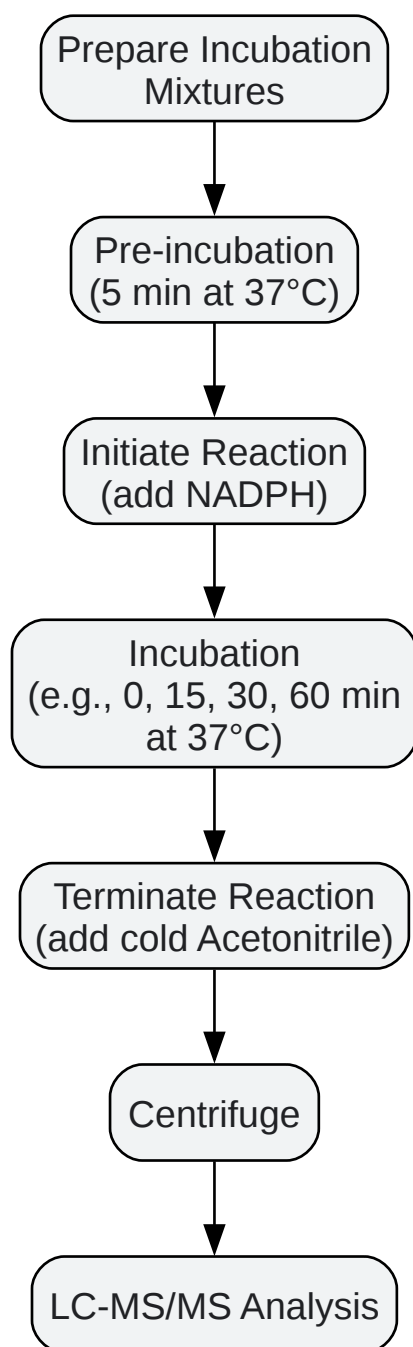 Prepare Incubation
Mixtures
Pre-incubation
(5 min at 37°C)
Initiate Reaction
(add NADPH)
Incubation
(e.g., 0, 15, 30, 60 min
at 37°C)
Terminate Reaction
(add cold Acetonitrile)
Centrifuge
LC-MS/MS Analysis